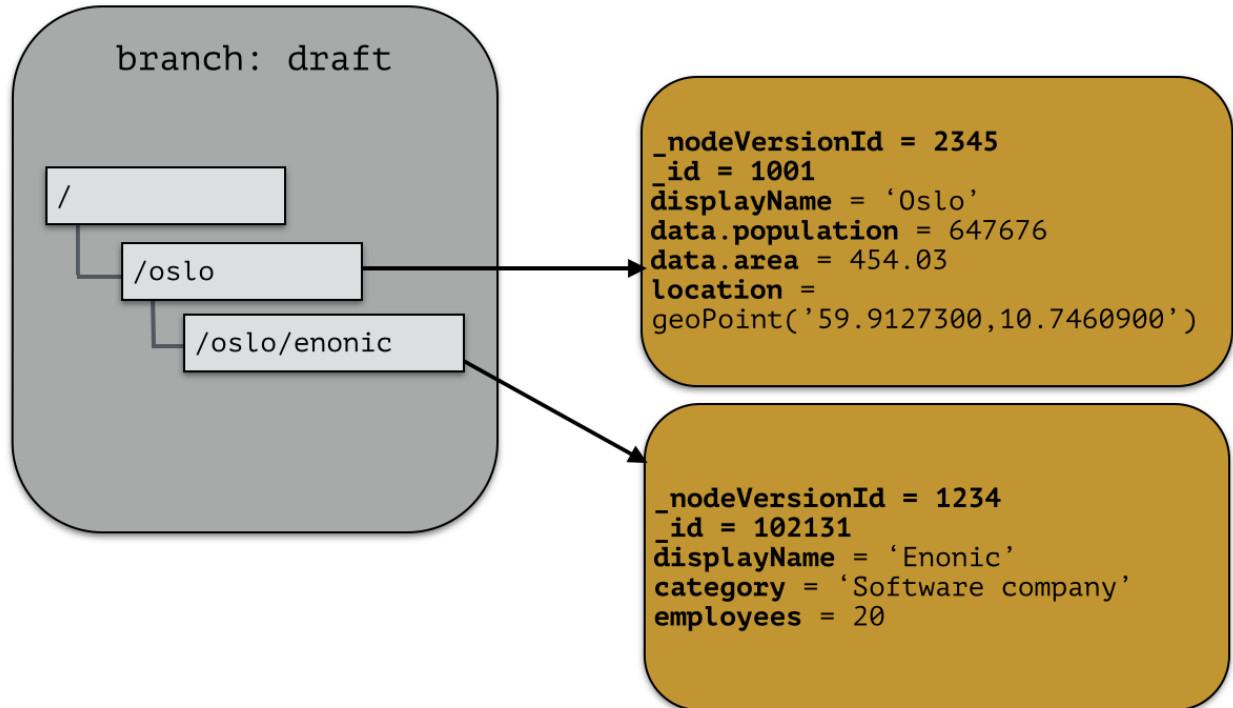 branch: draft
/
/oslo
/oslo/enonic
_nodeVersionId = 2345
_id = 1001
displayName = ‘Oslo’
data.population = 647676
data.area = 454.03
location =
geoPoint(’59.9127300,10.7460900’)
_nodeVersionId = 1234
_id = 102131
displayName = ‘Enonic’
category = ‘Software company’
employees = 20